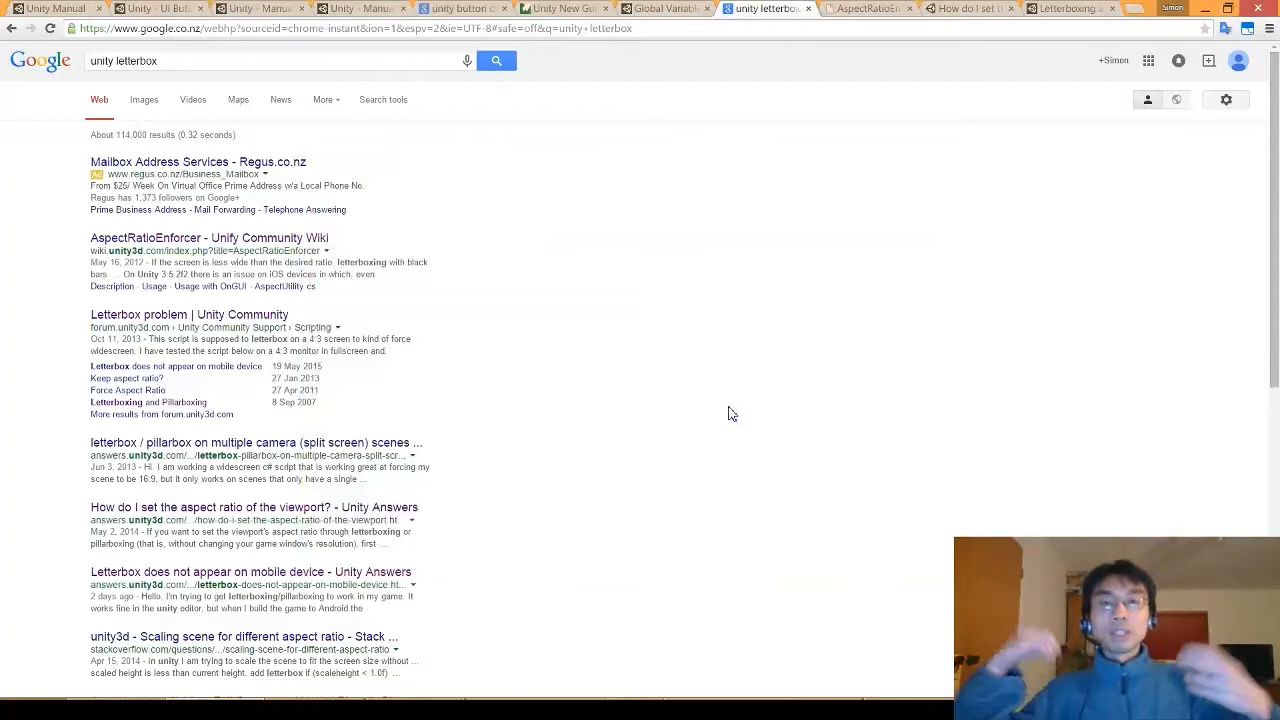 Unity Manual
Unity - UI Butt
Unity - Manua
Unity - Manua
unity button c
Unity New Gu
Global Variabl
unity letterbox
AspectRatioEn
How do I set t
Letterboxing a
Simon
https://www.google.co.nz/webhp?sourceid=chrome-instant&ion=1&espv=2&ie=UTF-8#safe=off&q=unity+letterbox
Google
unity letterbox
+Simon
Web
Images
Videos
Maps
News
More
Search tools
About 114,000 results (0.32 seconds)
Mailbox Address Services - Regus.co.nz
Ad www.regus.co.nz/Business_Mailbox
From $25/ Week On Virtual Office Prime Address w/a Local Phone No.
Regus has 1,373 followers on Google+
Prime Business Address - Mail Forwarding - Telephone Answering
AspectRatioEnforcer - Unify Community Wiki
wiki.unity3d.com/index.php?title=AspectRatioEnforcer
May 16, 2012 - If the screen is less wide than the desired ratio, letterboxing with black
bars ... On Unity 3.5.2f2 there is an issue on iOS devices in which, even
Description - Usage - Usage with OnGUI - AspectUtility cs
Letterbox problem | Unity Community
forum.unity3d.com › Unity Community Support › Scripting
Oct 11, 2013 - This script is supposed to letterbox on a 4:3 screen to kind of force
widescreen. I have tested the script below on a 4:3 monitor in fullscreen and.
Letterbox does not appear on mobile device 19 May 2015
Keep aspect ratio? 27 Jan 2013
Force Aspect Ratio 27 Apr 2011
Letterboxing and Pillarboxing 8 Sep 2007
More results from forum.unity3d.com
letterbox / pillarbox on multiple camera (split screen) scenes ...
answers.unity3d.com/.../letterbox-pillarbox-on-multiple-camera-split-scr...
Jun 3, 2013 - Hi. I am working a widescreen c# script that is working great at forcing my
scene to be 16:9, but it only works on scenes that only have a single ...
How do I set the aspect ratio of the viewport? - Unity Answers
answers.unity3d.com/.../how-do-i-set-the-aspect-ratio-of-the-viewport.ht.
May 2, 2014 - If you want to set the viewport's aspect ratio through letterboxing or
pillarboxing (that is, without changing your game window's resolution), first ...
Letterbox does not appear on mobile device - Unity Answers
answers.unity3d.com/.../letterbox-does-not-appear-on-mobile-device.ht...
2 days ago - Hello, I'm trying to get letterboxing/pillarboxing to work in my game. It
works fine in the unity editor, but when I build the game to Android the
unity3d - Scaling scene for different aspect ratio - Stack ...
stackoverflow.com/questions/.../scaling-scene-for-different-aspect-ratio
Apr 15, 2014 - In unity I am trying to scale the scene to fit the screen size without ...
scaled height is less than current height. add letterbox if (scaleheight < 1.0f) ...